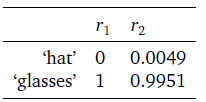 r₁ r₂
‘hat’ 0 0.0049
‘glasses’ 1 0.9951